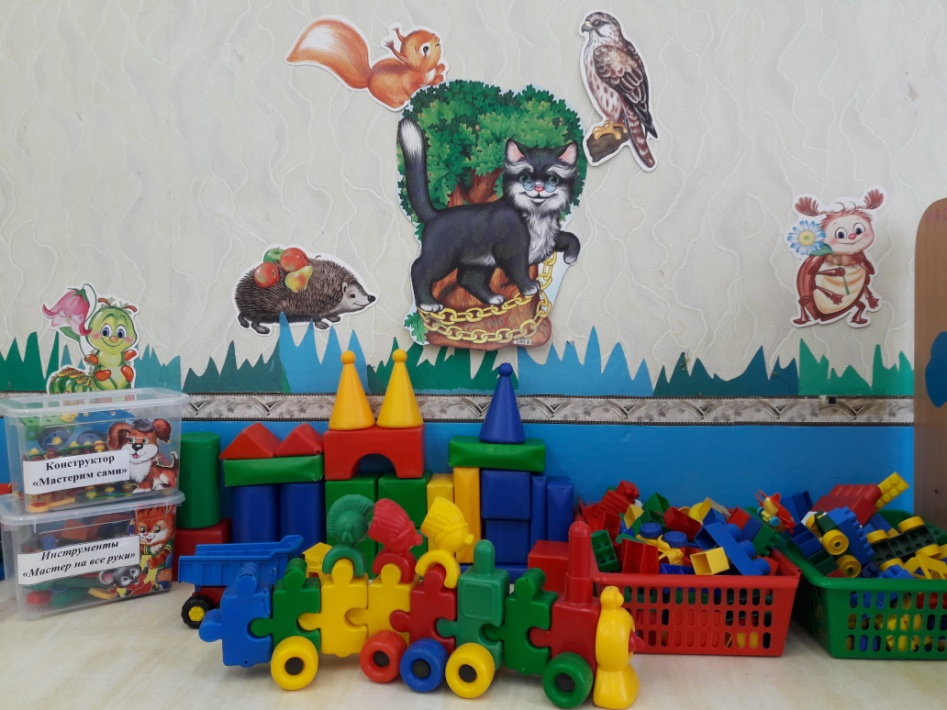 Конструктор
«Мастерим сами»
Инструменты
«Мастер на все руки»